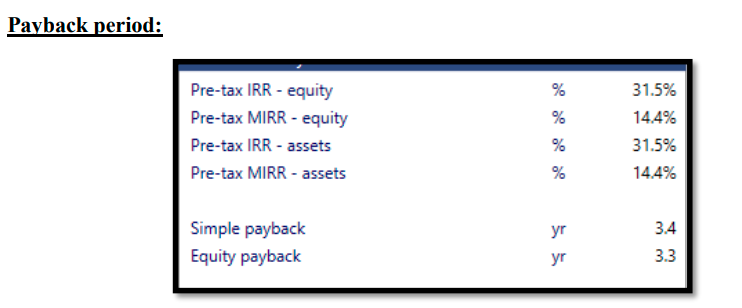 Payback period:
Pre-tax IRR - equity % 31.5%
Pre-tax MIRR - equity % 14.4%
Pre-tax IRR - assets % 31.5%
Pre-tax MIRR - assets % 14.4%
Simple payback yr 3.4
Equity payback yr 3.3